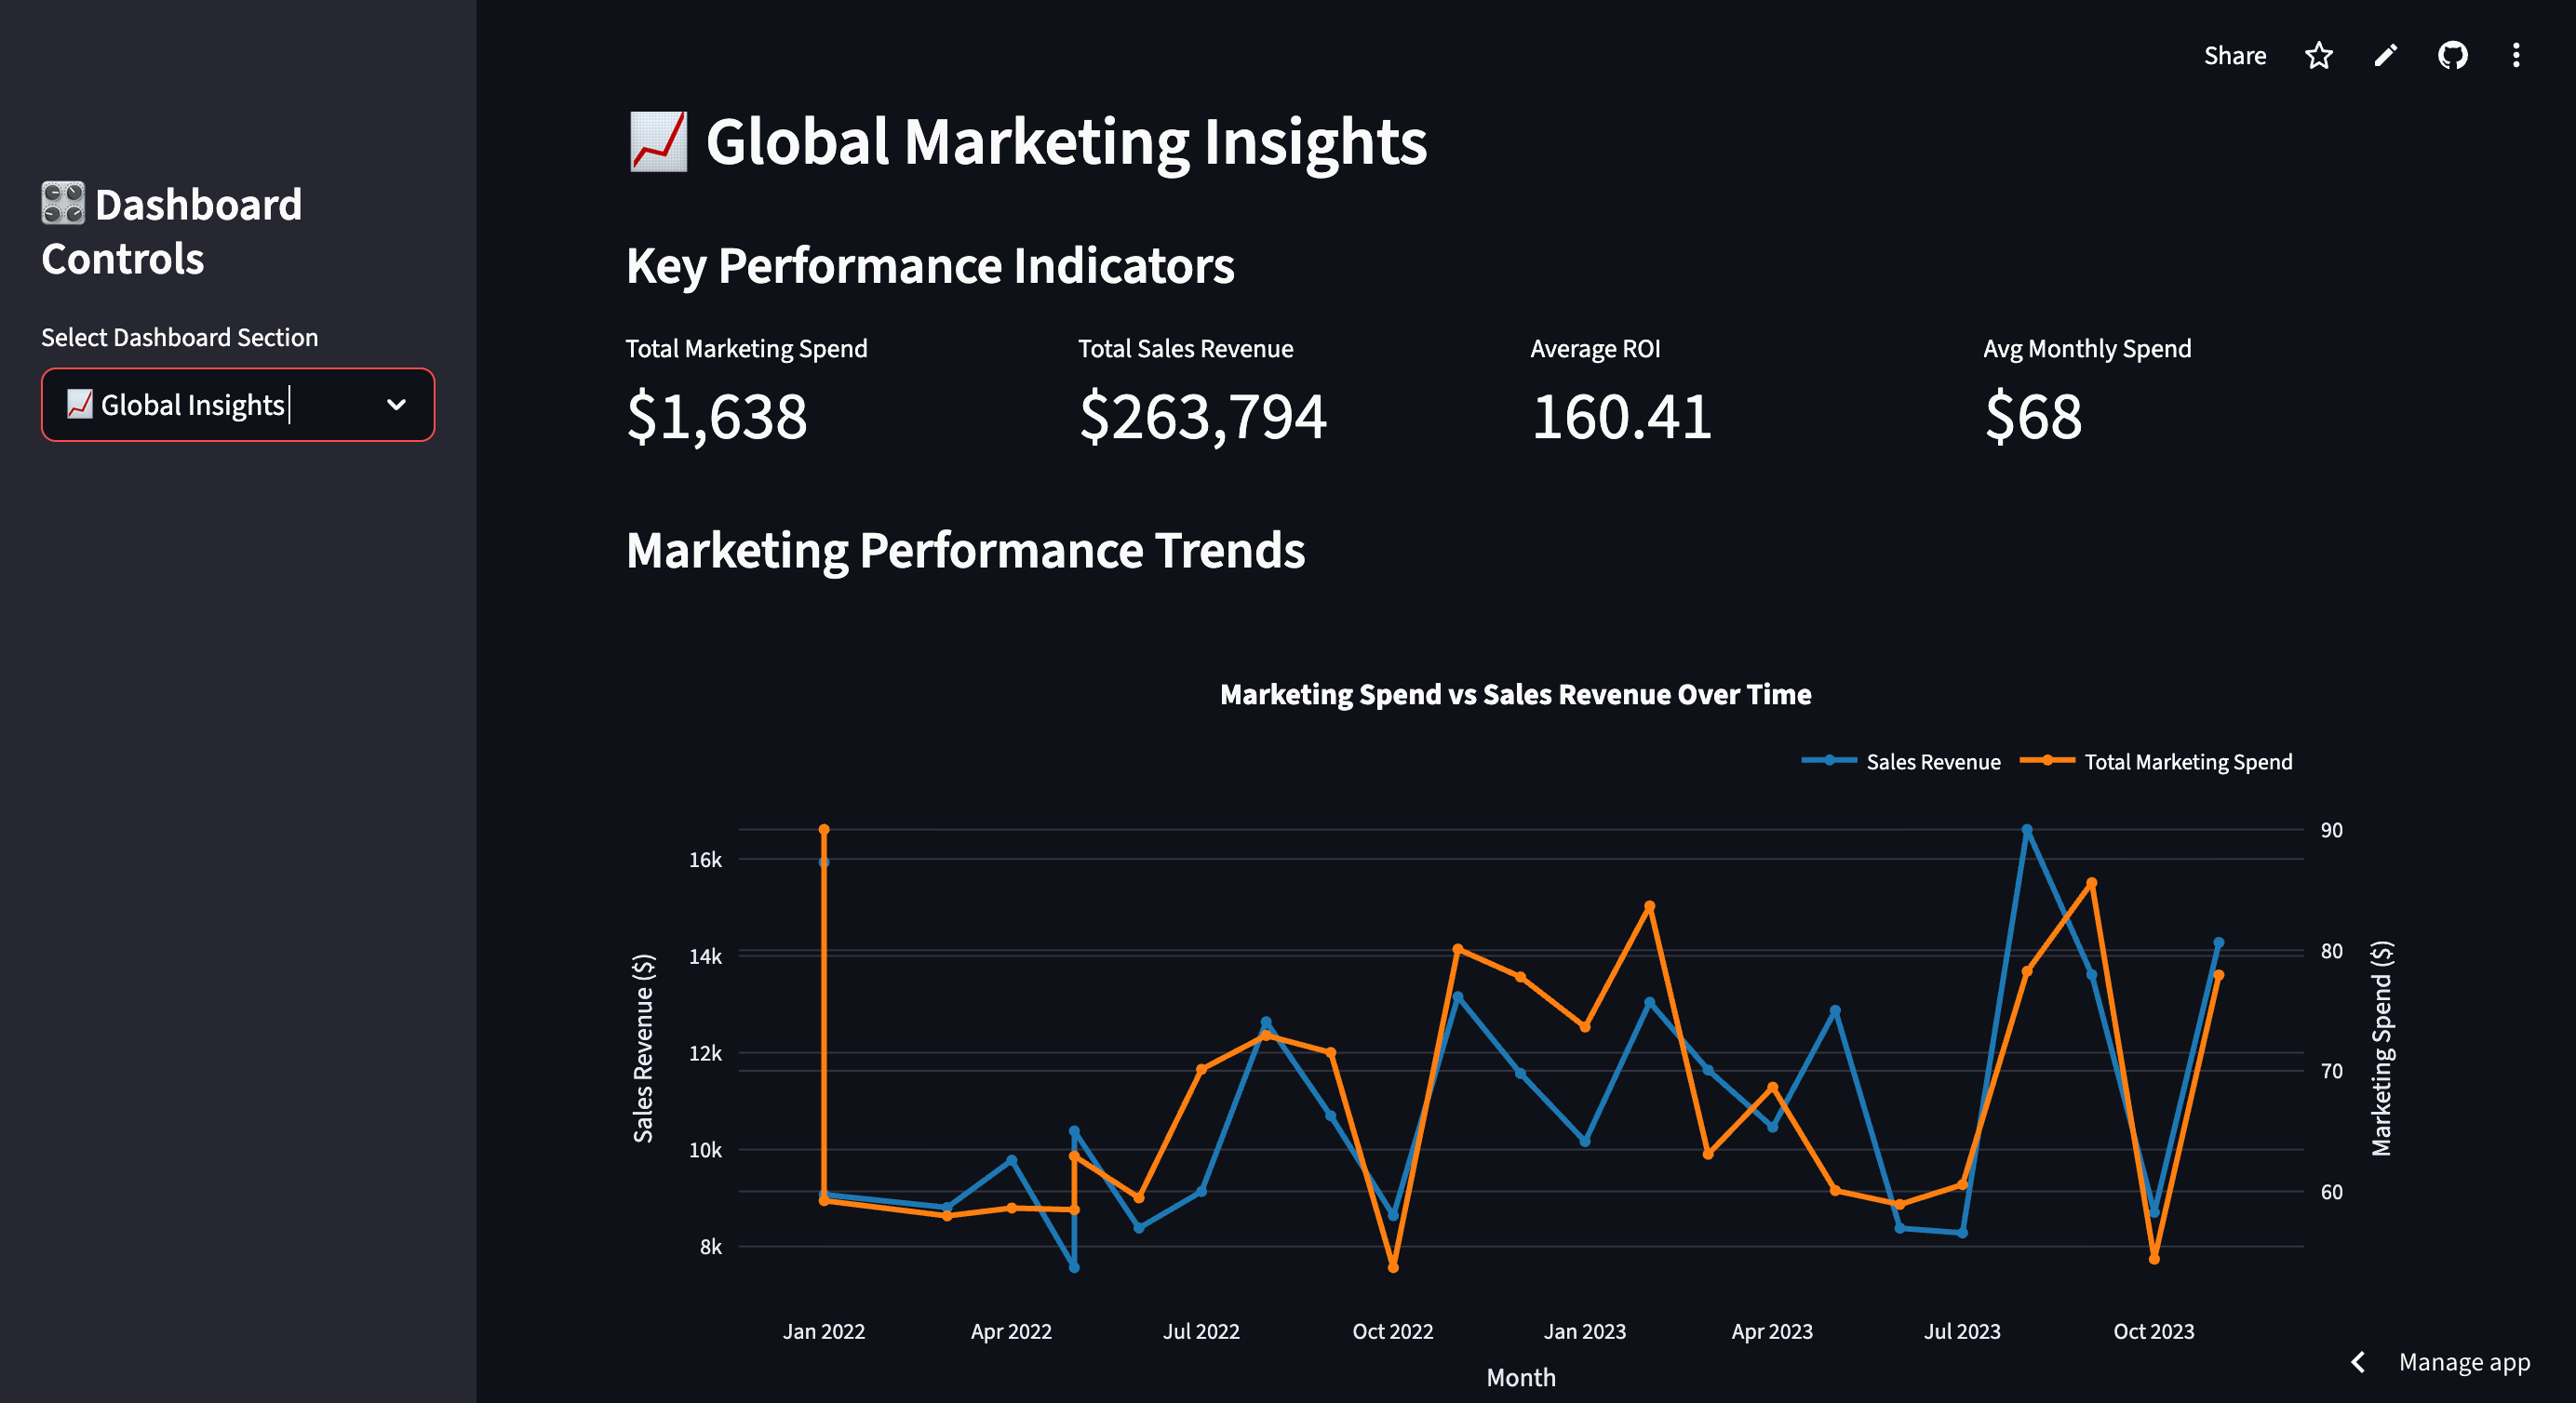 Share
Global Marketing Insights
Dashboard
Controls
Select Dashboard Section
Global Insights
Key Performance Indicators
Total Marketing Spend
$1,638
Total Sales Revenue
$263,794
Average ROI
160.41
Avg Monthly Spend
$68
Marketing Performance Trends
Marketing Spend vs Sales Revenue Over Time
Sales Revenue
Total Marketing Spend
Sales Revenue ($)
16k
14k
12k
10k
8k
90
80
70
60
Marketing Spend ($)
Jan 2022
Apr 2022
Jul 2022
Oct 2022
Jan 2023
Apr 2023
Jul 2023
Oct 2023
Month
Manage app